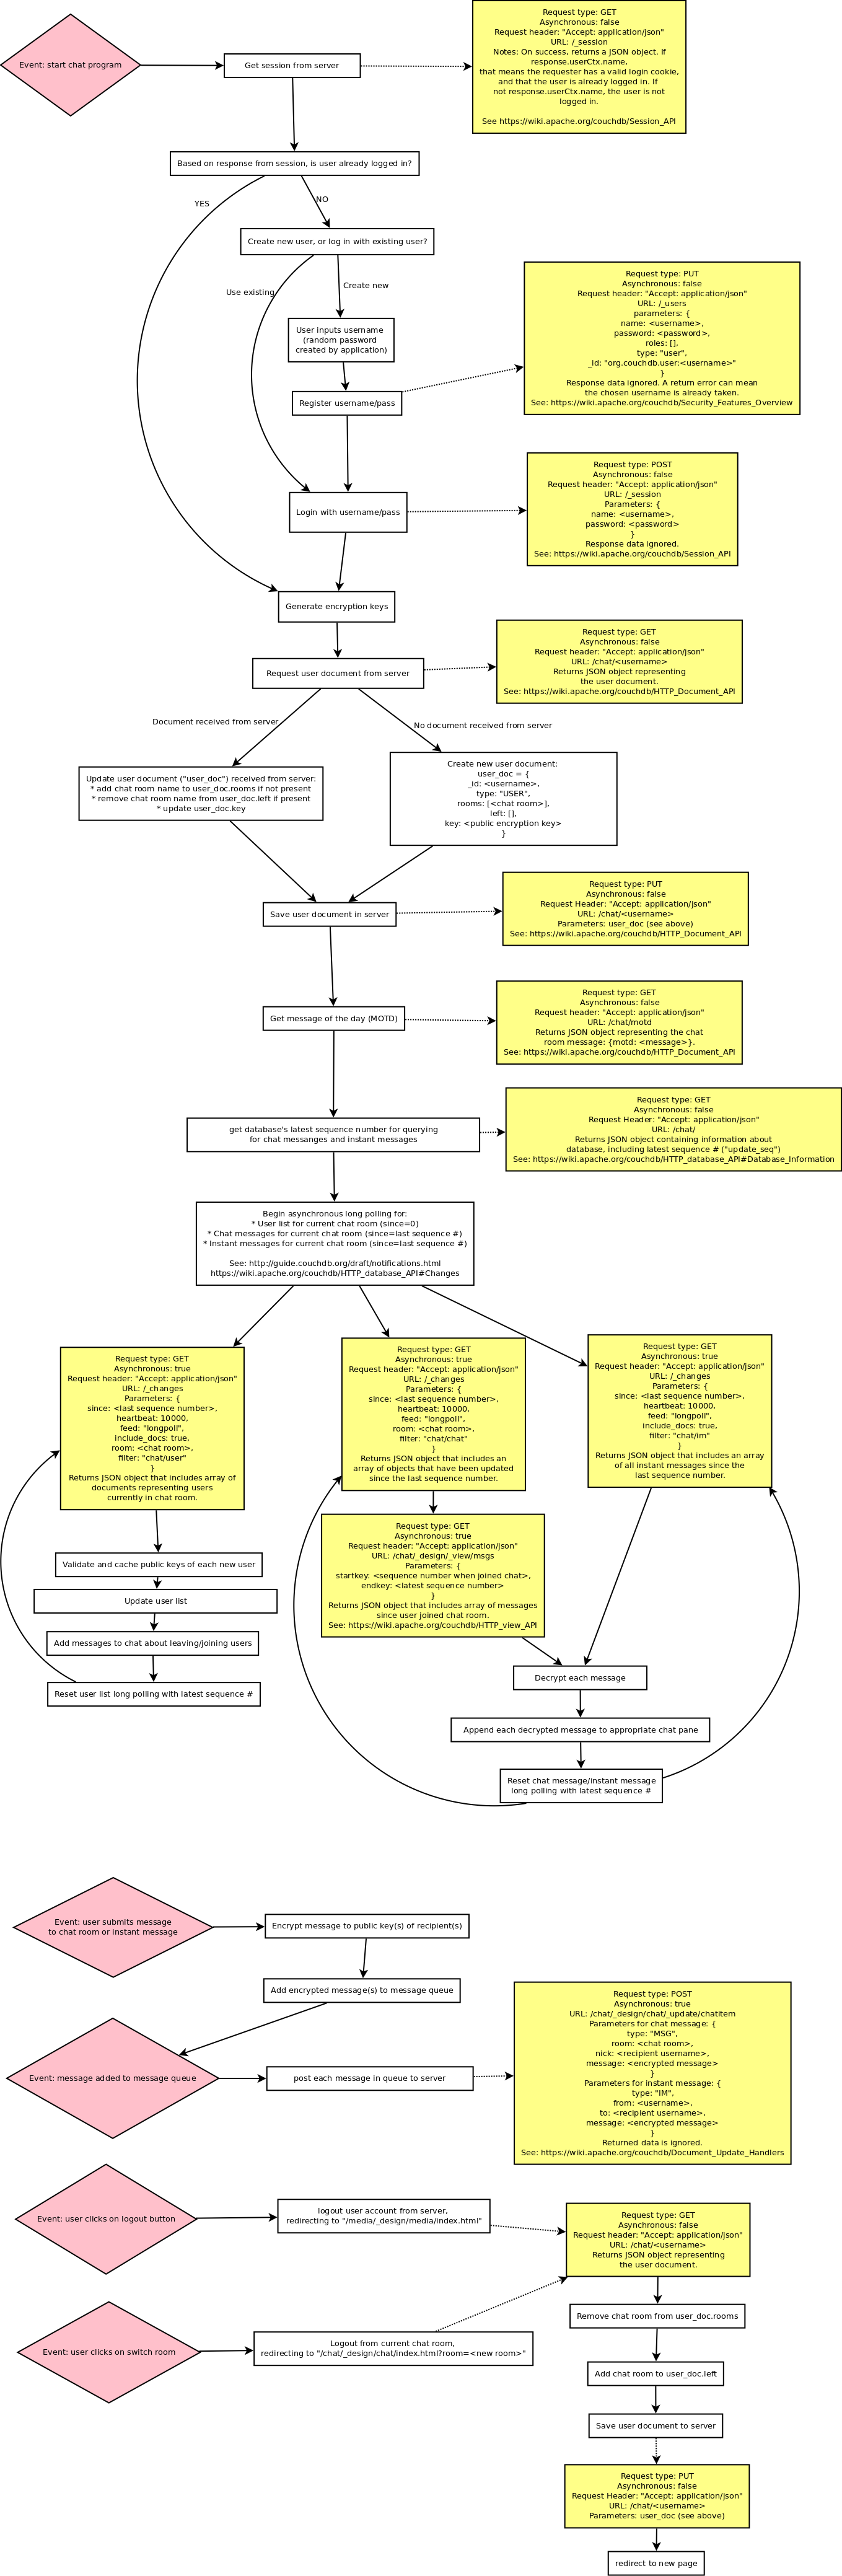 Event: start chat program
Get session from server
Request type: GET
Asynchronous: false
Request header: "Accept: application/json"
URL: /_session
Notes: On success, returns a JSON object. If
response.userCtx.name,
that means the requester has a valid login cookie,
and that the user is already logged in. If
not response.userCtx.name, the user is not
logged in.
See https://wiki.apache.org/couchdb/Session_API
Based on response from session, is user already logged in?
YES
NO
Create new user, or log in with existing user?
Use existing
Create new
User inputs username
(random password
created by application)
Register username/pass
Request type: PUT
Asynchronous: false
Request header: "Accept: application/json"
URL: /_users
parameters: {
name: <username>,
password: <password>,
roles: [],
type: "user",
_id: "org.couchdb.user:<username>"
}
Response data ignored. A return error can mean
the chosen username is already taken.
See: https://wiki.apache.org/couchdb/Security_Features_Overview
Login with username/pass
Request type: POST
Asynchronous: false
Request header: "Accept: application/json"
URL: /_session
Parameters: {
name: <username>,
password: <password>
}
Response data ignored.
See: https://wiki.apache.org/couchdb/Session_API
Generate encryption keys
Request user document from server
Request type: GET
Asynchronous: false
Request header: "Accept: application/json"
URL: /chat/<username>
Returns JSON object representing
the user document.
See: https://wiki.apache.org/couchdb/HTTP_Document_API
Document received from server
No document received from server
Update user document ("user_doc") received from server:
* add chat room name to user_doc.rooms if not present
* remove chat room name from user_doc.left if present
* update user_doc.key
Create new user document:
user_doc = {
_id: <username>,
type: "USER",
rooms: [<chat room>],
left: [],
key: <public encryption key>
}
Save user document in server
Request type: PUT
Asynchronous: false
Request Header: "Accept: application/json"
URL: /chat/<username>
Parameters: user_doc (see above)
See: https://wiki.apache.org/couchdb/HTTP_Document_API
Get message of the day (MOTD)
Request type: GET
Asynchronous: false
Request header: "Accept: application/json"
URL: /chat/motd
Returns JSON object representing the chat
room message: {motd: <message>}.
See: https://wiki.apache.org/couchdb/HTTP_Document_API
get database's latest sequence number for querying
for chat messanges and instant messages
Request type: GET
Asynchronous: false
Request Header: "Accept: application/json"
URL: /chat/
Returns JSON object containing information about
database, including latest sequence # ("update_seq")
See: https://wiki.apache.org/couchdb/HTTP_database_API#Database_Information
Begin asynchronous long polling for:
* User list for current chat room (since=0)
* Chat messages for current chat room (since=last sequence #)
* Instant messages for current chat room (since=last sequence #)
See: http://guide.couchdb.org/draft/notifications.html
https://wiki.apache.org/couchdb/HTTP_database_API#Changes
Request type: GET
Asynchronous: true
Request header: "Accept: application/json"
URL: /_changes
Parameters: {
since: <last sequence number>,
heartbeat: 10000,
feed: "longpoll",
include_docs: true,
room: <chat room>,
filter: "chat/user"
}
Returns JSON object that includes array of
documents representing users
currently in chat room.
Request type: GET
Asynchronous: true
Request header: "Accept: application/json"
URL: /_changes
Parameters: {
since: <last sequence number>,
heartbeat: 10000,
feed: "longpoll",
room: <chat room>,
filter: "chat/chat"
}
Returns JSON object that includes an
array of objects that have been updated
since the last sequence number.
Request type: GET
Asynchronous: true
Request header: "Accept: application/json"
URL: /_changes
Parameters: {
since: <last sequence number>,
heartbeat: 10000,
feed: "longpoll",
include_docs: true,
filter: "chat/im"
}
Returns JSON object that includes an array
of all instant messages since the
last sequence number.
Validate and cache public keys of each new user
Update user list
Add messages to chat about leaving/joining users
Reset user list long polling with latest sequence #
Request type: GET
Asynchronous: true
Request header: "Accept: application/json"
URL: /chat/_design/_view/msgs
Parameters: {
startkey: <sequence number when joined chat>,
endkey: <latest sequence number>
}
Returns JSON object that includes array of messages
since user joined chat room.
See: https://wiki.apache.org/couchdb/HTTP_view_API
Decrypt each message
Append each decrypted message to appropriate chat pane
Reset chat message/instant message
long polling with latest sequence #
Event: user submits message
to chat room or instant message
Encrypt message to public key(s) of recipient(s)
Add encrypted message(s) to message queue
Event: message added to message queue
post each message in queue to server
Request type: POST
Asynchronous: true
URL: /chat/_design/chat/_update/chatitem
Parameters for chat message: {
type: "MSG",
room: <chat room>,
nick: <recipient username>,
message: <encrypted message>
}
Parameters for instant message: {
type: "IM",
from: <username>,
to: <recipient username>,
message: <encrypted message>
}
Returned data is ignored.
See: https://wiki.apache.org/couchdb/Document_Update_Handlers
Event: user clicks on logout button
logout user account from server,
redirecting to "/media/_design/media/index.html"
Request type: GET
Asynchronous: false
Request header: "Accept: application/json"
URL: /chat/<username>
Returns JSON object representing
the user document.
Event: user clicks on switch room
Logout from current chat room,
redirecting to "/chat/_design/chat/index.html?room=<new room>"
Remove chat room from user_doc.rooms
Add chat room to user_doc.left
Save user document to server
Request type: PUT
Asynchronous: false
Request Header: "Accept: application/json"
URL: /chat/<username>
Parameters: user_doc (see above)
redirect to new page